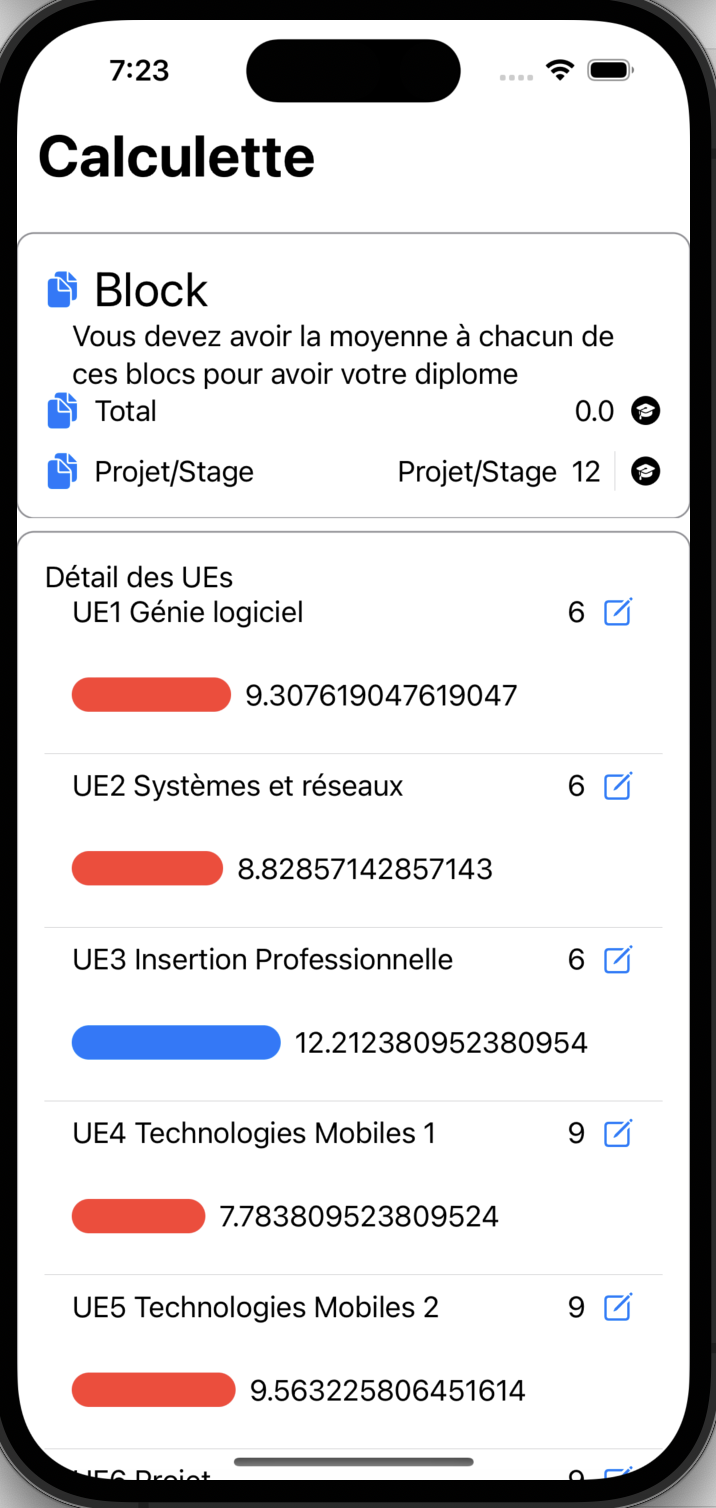 7:23
Calculette
Block
Vous devez avoir la moyenne à chacun de
ces blocs pour avoir votre diplome
Total 0.0
Projet/Stage Projet/Stage 12
Détail des UEs
UE1 Génie logiciel 6
9.307619047619047
UE2 Systèmes et réseaux 6
8.82857142857143
UE3 Insertion Professionnelle 6
12.212380952380954
UE4 Technologies Mobiles 1 9
7.783809523809524
UE5 Technologies Mobiles 2 9
9.563225806451614
UE6 Projet 9